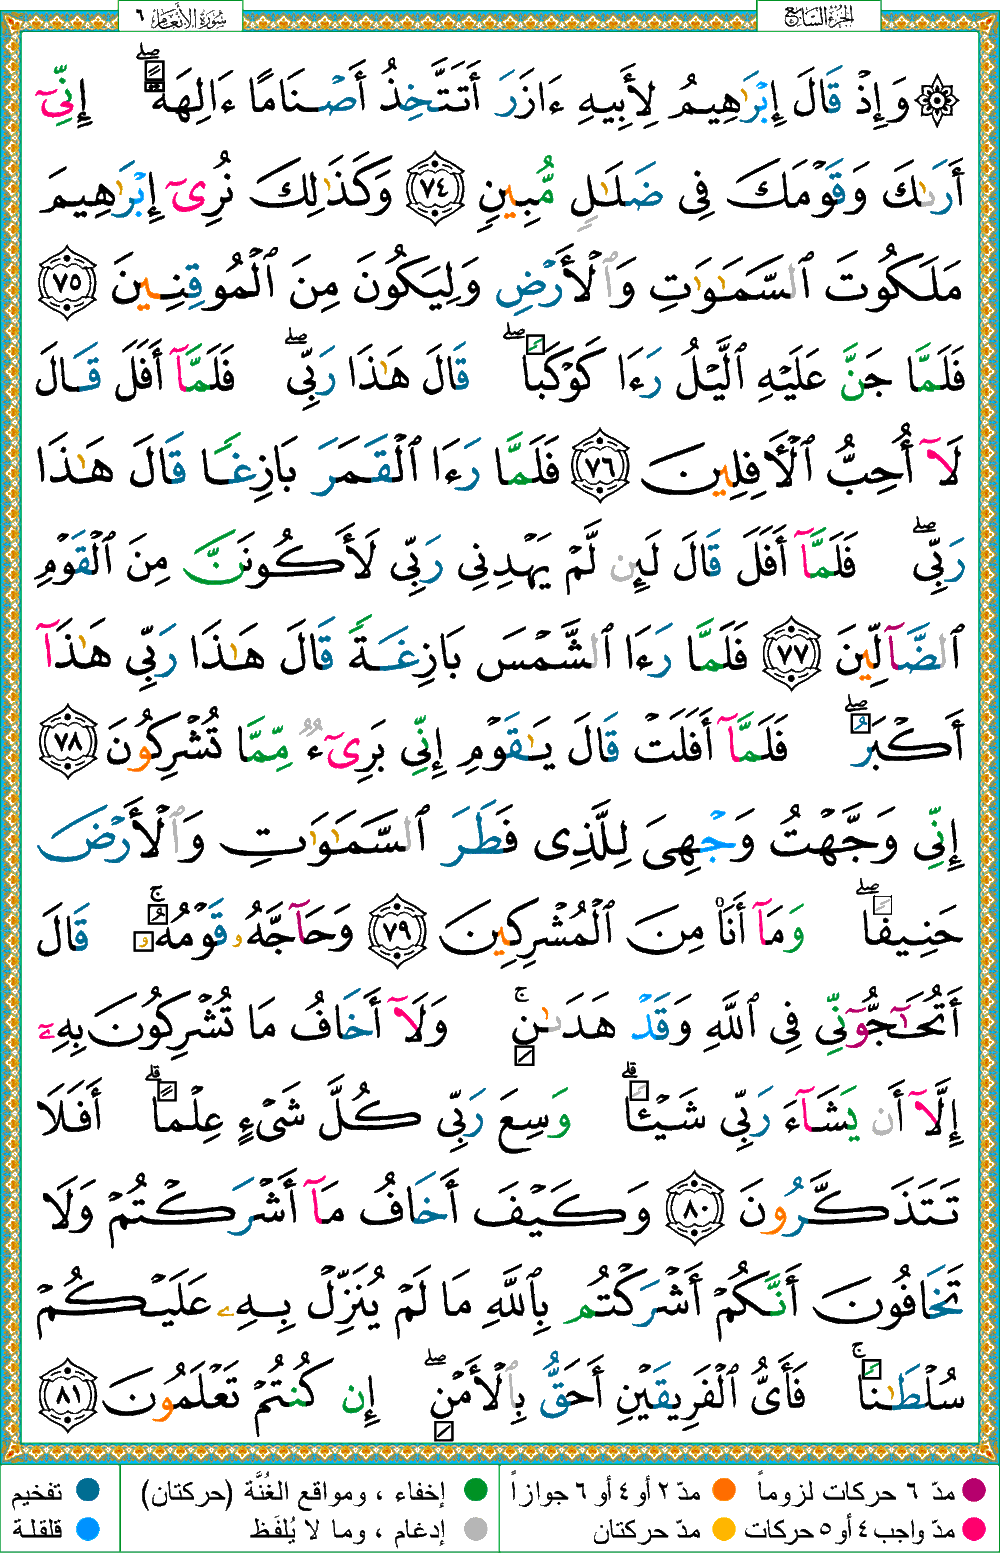 الجزء السابع
سورة الأنعام ٦
۞ وَإِذْ قَالَ إِبْرَٰهِيمُ لِأَبِيهِ ءَازَرَ أَتَتَّخِذُ أَصْنَامًا ءَالِهَةً ۖ إِنِّىٓ
أَرَىٰكَ وَقَوْمَكَ فِى ضَلَـٰلٍ مُّبِينٍ ﴿٧٤﴾ وَكَذَٰلِكَ نُرِىٓ إِبْرَٰهِيمَ
مَلَكُوتَ ٱلسَّمَـٰوَٰتِ وَٱلْأَرْضِ وَلِيَكُونَ مِنَ ٱلْمُوقِنِينَ ﴿٧٥﴾
فَلَمَّا جَنَّ عَلَيْهِ ٱلَّيْلُ رَءَا كَوْكَبًا ۖ قَالَ هَـٰذَا رَبِّى ۖ فَلَمَّآ أَفَلَ قَالَ
لَآ أُحِبُّ ٱلْـَٔافِلِينَ ﴿٧٦﴾ فَلَمَّا رَءَا ٱلْقَمَرَ بَازِغًا قَالَ هَـٰذَا
رَبِّى ۖ فَلَمَّآ أَفَلَ قَالَ لَئِن لَّمْ يَهْدِنِى رَبِّى لَأَكُونَنَّ مِنَ ٱلْقَوْمِ
ٱلضَّآلِّينَ ﴿٧٧﴾ فَلَمَّا رَءَا ٱلشَّمْسَ بَازِغَةً قَالَ هَـٰذَا رَبِّى هَـٰذَآ
أَكْبَرُ ۖ فَلَمَّآ أَفَلَتْ قَالَ يَـٰقَوْمِ إِنِّى بَرِىٓءٌ مِّمَّا تُشْرِكُونَ ﴿٧٨﴾
إِنِّى وَجَّهْتُ وَجْهِىَ لِلَّذِى فَطَرَ ٱلسَّمَـٰوَٰتِ وَٱلْأَرْضَ
حَنِيفًا ۖ وَمَآ أَنَا۠ مِنَ ٱلْمُشْرِكِينَ ﴿٧٩﴾ وَحَآجَّهُۥ قَوْمُهُۥ ۚ قَالَ
أَتُحَـٰٓجُّوٓنِّى فِى ٱللَّهِ وَقَدْ هَدَىٰنِ ۚ وَلَآ أَخَافُ مَا تُشْرِكُونَ بِهِۦٓ
إِلَّآ أَن يَشَآءَ رَبِّى شَيْـًٔا ۗ وَسِعَ رَبِّى كُلَّ شَىْءٍ عِلْمًا ۗ أَفَلَا
تَتَذَكَّرُونَ ﴿٨٠﴾ وَكَيْفَ أَخَافُ مَآ أَشْرَكْتُمْ وَلَا
تَخَافُونَ أَنَّكُمْ أَشْرَكْتُم بِٱللَّهِ مَا لَمْ يُنَزِّلْ بِهِۦ عَلَيْكُمْ
سُلْطَـٰنًا ۚ فَأَىُّ ٱلْفَرِيقَيْنِ أَحَقُّ بِٱلْأَمْنِ ۖ إِن كُنتُمْ تَعْلَمُونَ ﴿٨١﴾
مدّ ٦ حركات لزوماً
مدّ ٢ أو ٤ أو ٦ جوازاً
إخفاء ، ومواقع الغُنَّة (حركتان)
تفخيم
مدّ واجب ٤ أو ٥ حركات
مدّ حركتان
إدغام ، وما لا يُلفَظ
قلقلة